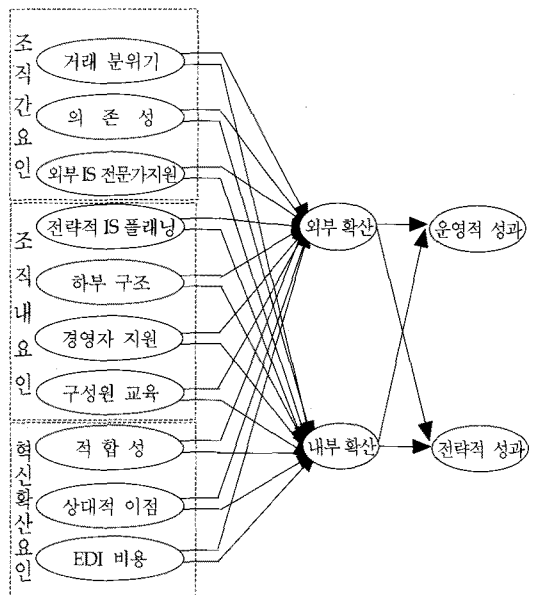 조직간요인
거래 분위기
의 존 성
외부 IS 전문가지원
조직내요인
전략적 IS 플래닝
하부 구조
경영자 지원
구성원 교육
혁신확산요인
적 합 성
상대적 이점
EDI 비용
외부 확산
내부 확산
운영적 성과
전략적 성과